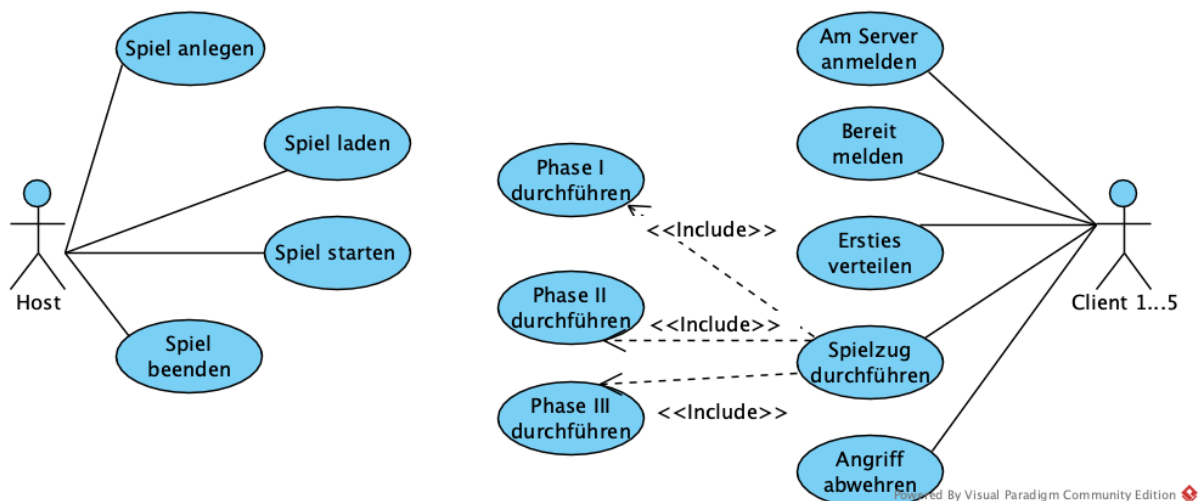 Spiel anlegen
Spiel laden
Spiel starten
Spiel
beenden
Host
Phase I
durchführen
Phase II
durchführen
Phase III
durchführen
<<Include>>
<<Include>>
<<Include>>
Am Server
anmelden
Bereit
melden
Ersties
verteilen
Spielzug
durchführen
Angriff
abwehren
Client 1...5
Powered By Visual Paradigm Community Edition